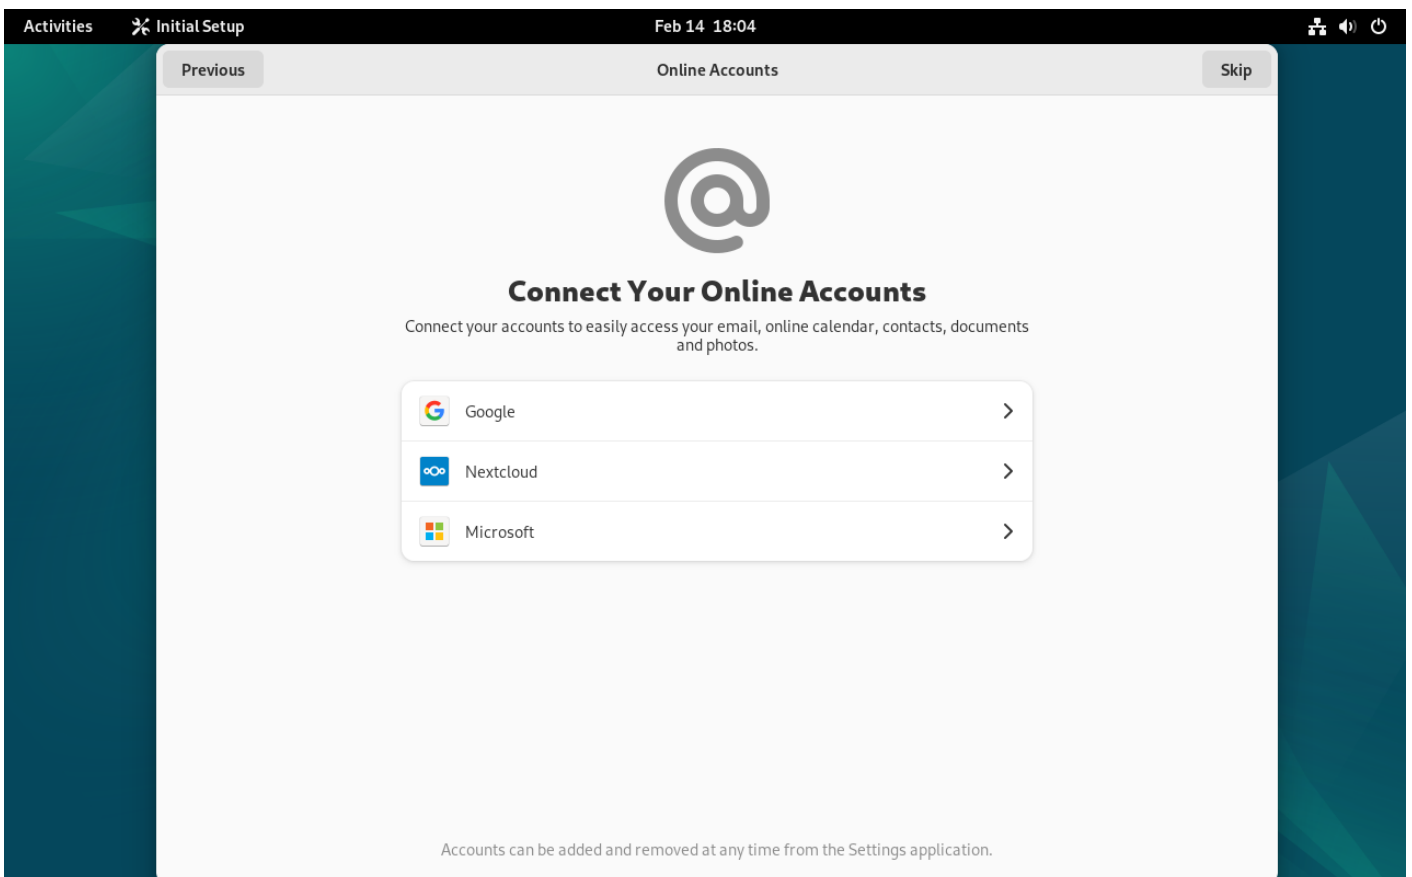 Activities Initial Setup Feb 14 18:04
Previous Online Accounts Skip
Connect Your Online Accounts
Connect your accounts to easily access your email, online calendar, contacts, documents
and photos.
Google
Nextcloud
Microsoft
Accounts can be added and removed at any time from the Settings application.